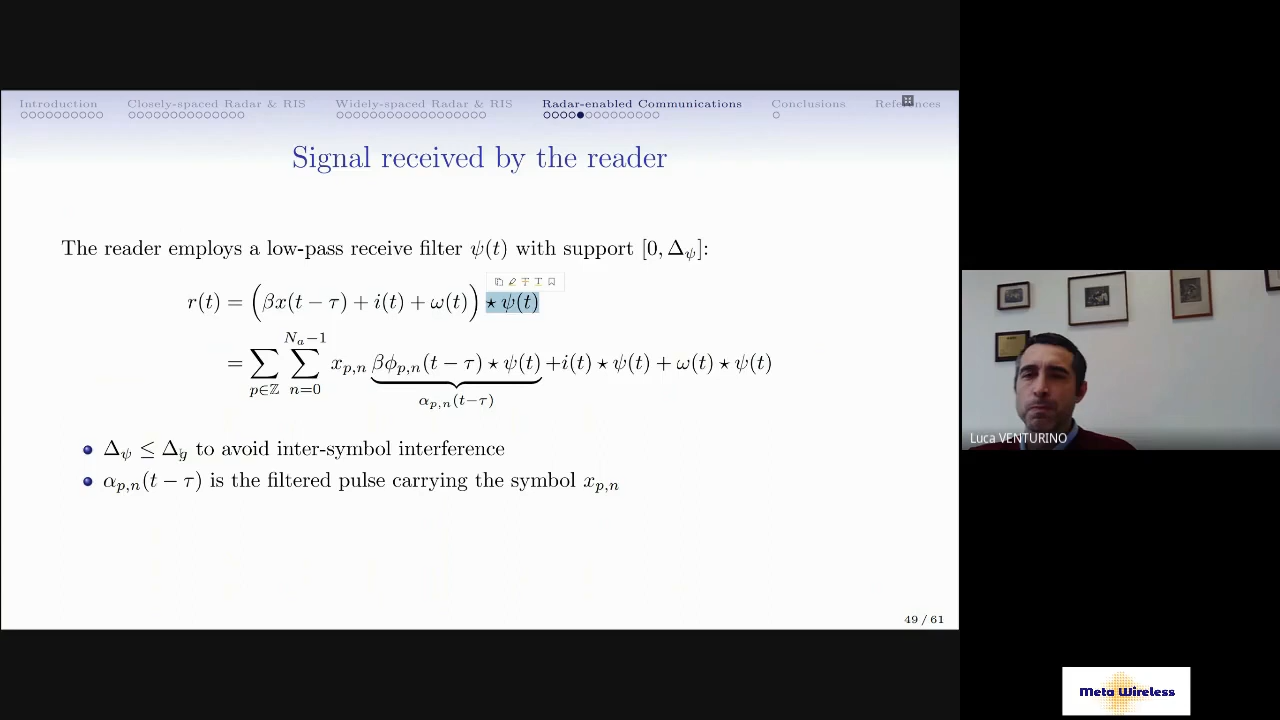 Introduction Closely-spaced Radar & RIS Widely-spaced Radar & RIS Radar-enabled Communications Conclusions References
Signal received by the reader
The reader employs a low-pass receive filter ψ(t) with support [0, Δ_ψ]:
r(t) = (βx(t − τ) + i(t) + ω(t)) ⋆ ψ(t)
= ∑_{p∈ℤ} ∑_{n=0}^{N_a−1} x_{p,n} βϕ_{p,n}(t − τ) ⋆ ψ(t) + i(t) ⋆ ψ(t) + ω(t) ⋆ ψ(t)
α_{p,n}(t−τ)
Δ_ψ ≤ Δ_g to avoid inter-symbol interference
α_{p,n}(t − τ) is the filtered pulse carrying the symbol x_{p,n}
49 / 61
Luca VENTURINO
Meta Wireless